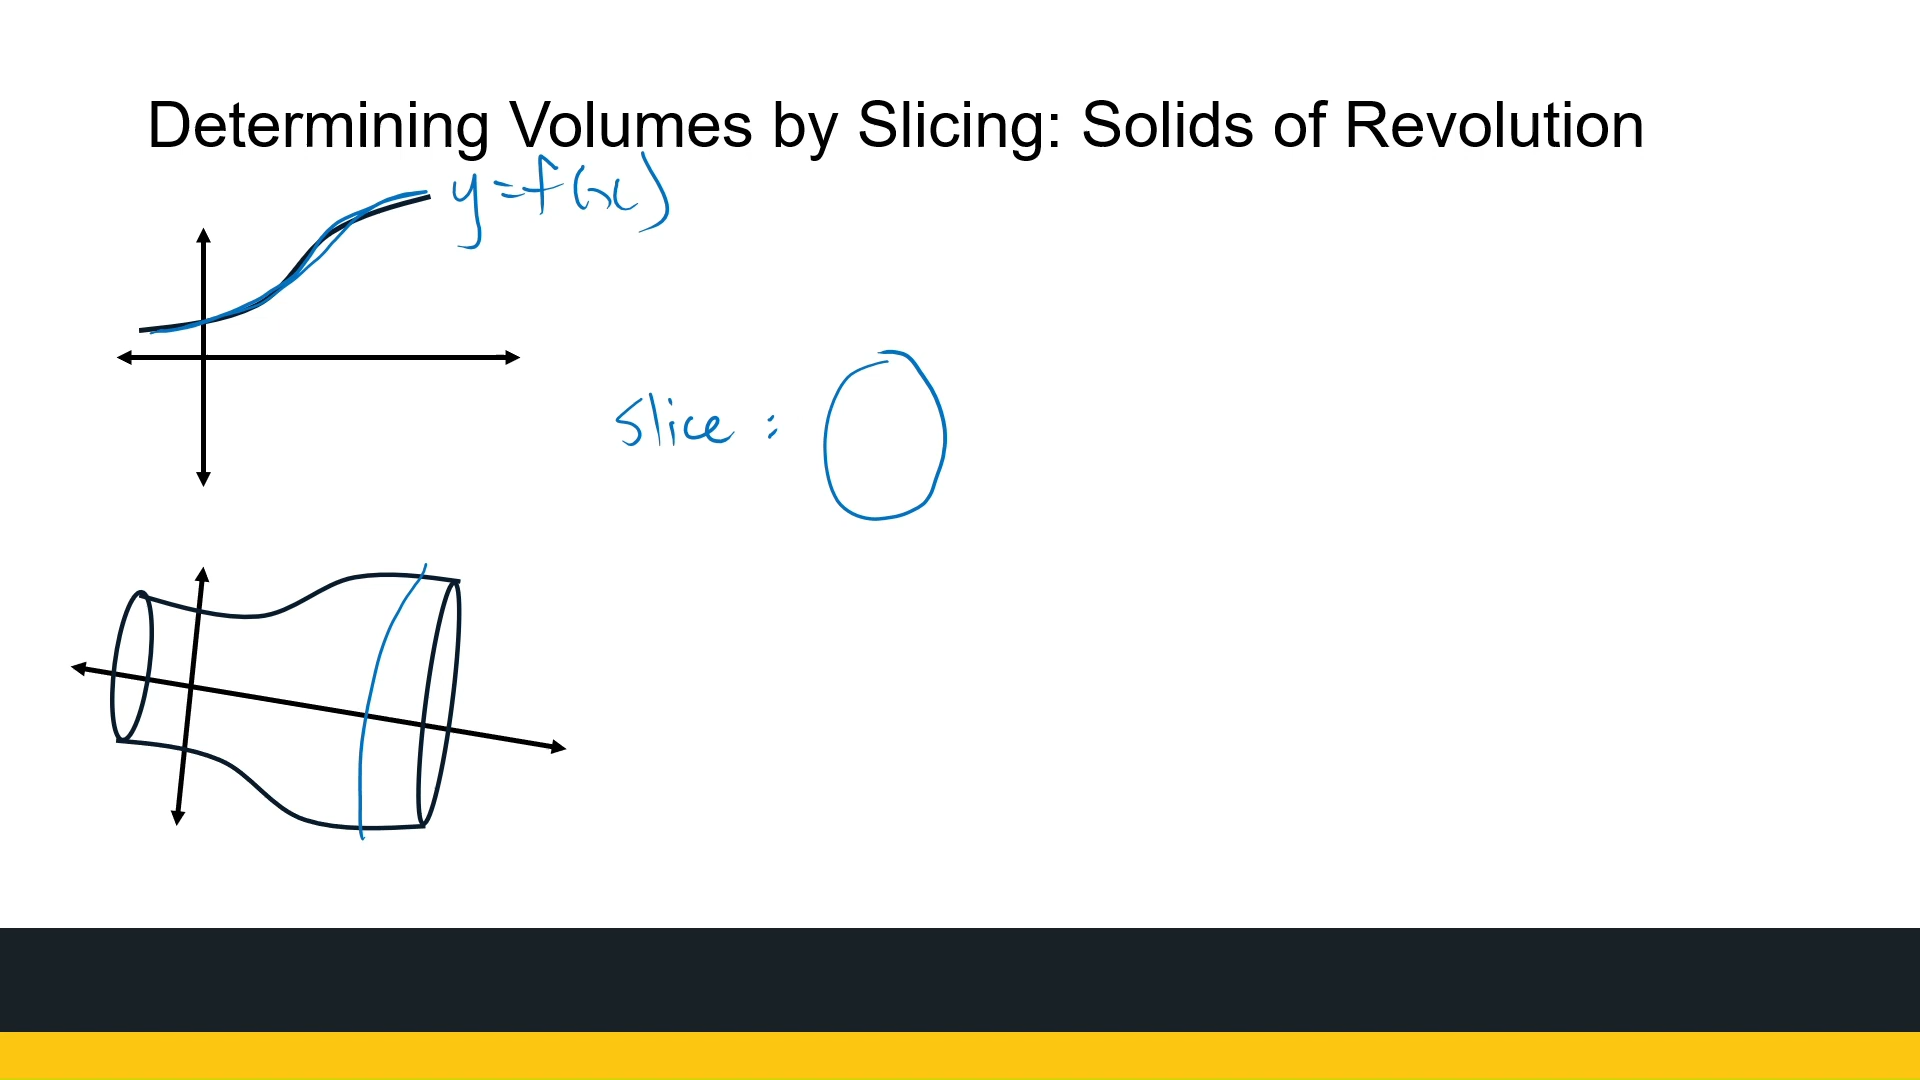 Determining Volumes by Slicing: Solids of Revolution
y=f(x)
slice :